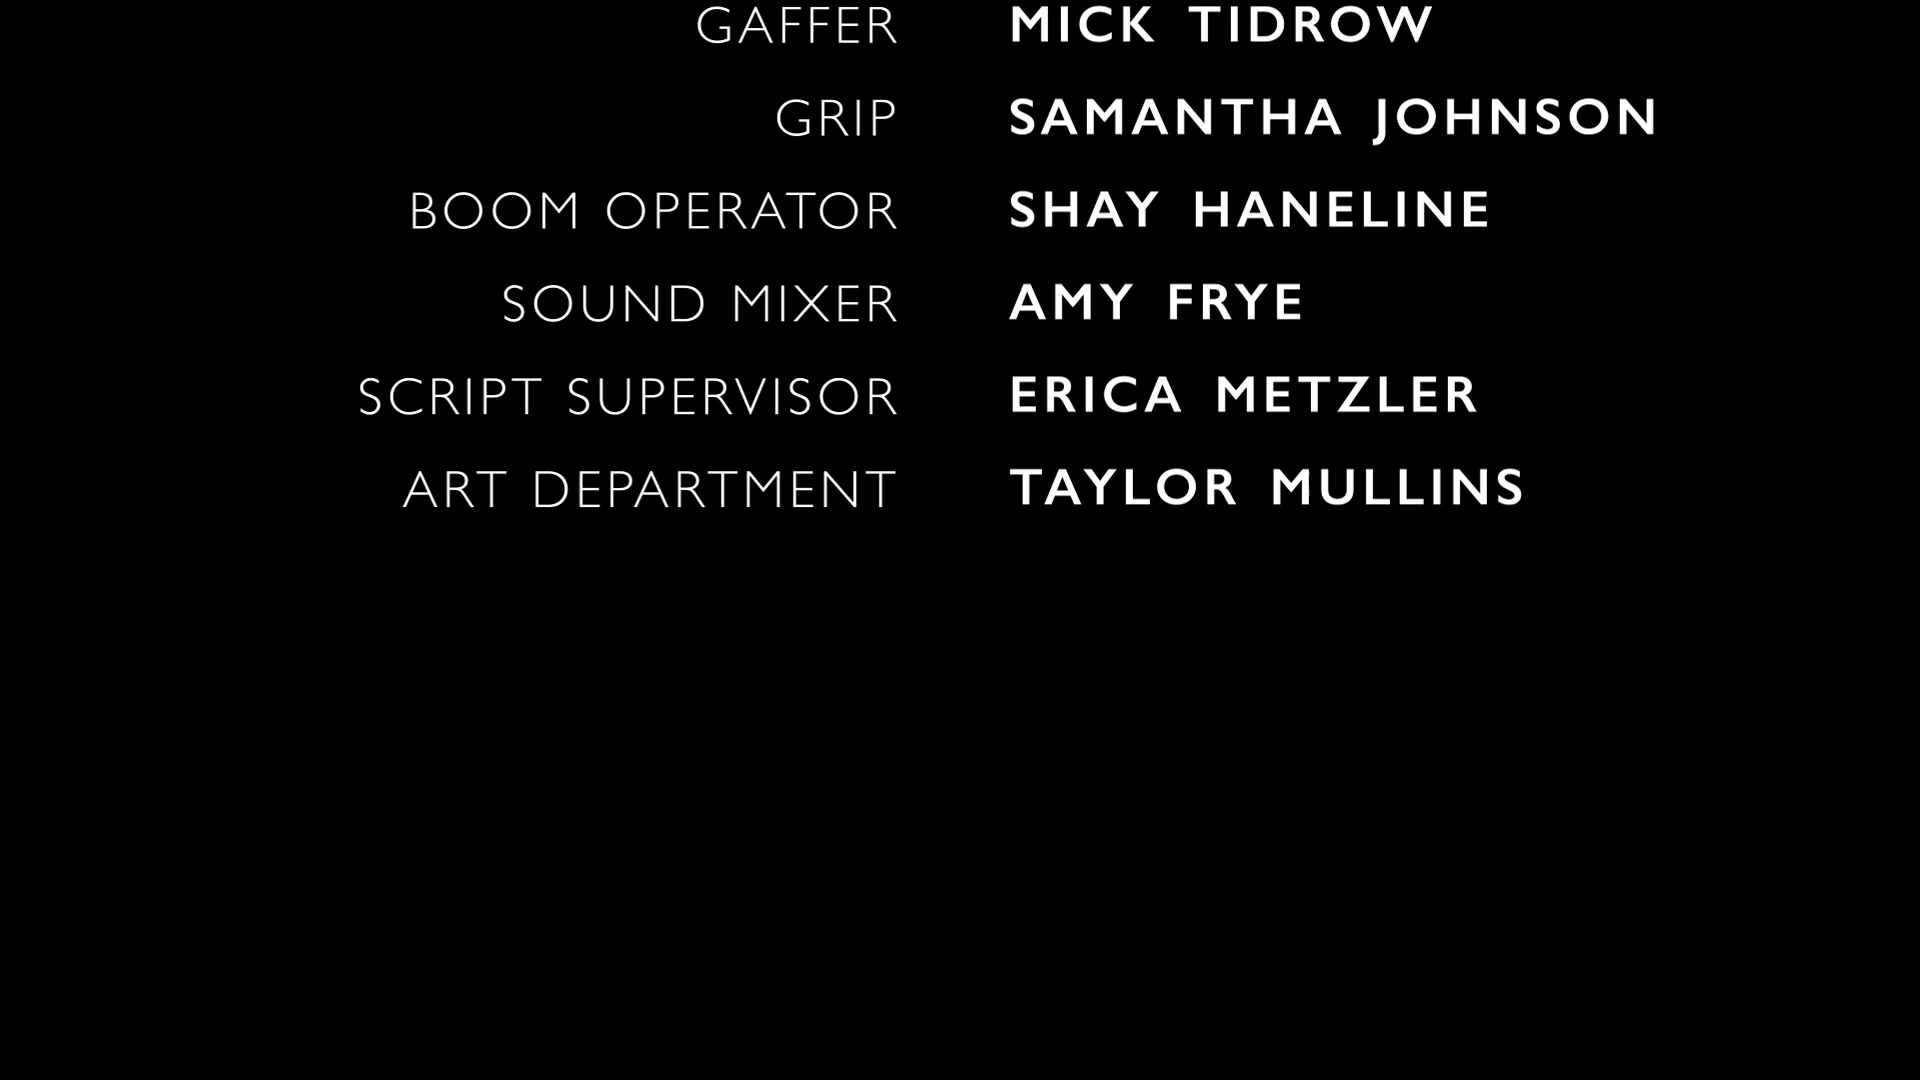 GAFFER MICK TIDROW
GRIP SAMANTHA JOHNSON
BOOM OPERATOR SHAY HANELINE
SOUND MIXER AMY FRYE
SCRIPT SUPERVISOR ERICA METZLER
ART DEPARTMENT TAYLOR MULLINS